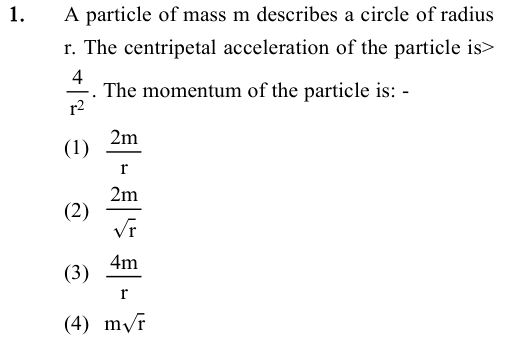 1. A particle of mass m describes a circle of radius
r. The centripetal acceleration of the particle is>
4/r². The momentum of the particle is: -
(1) 2m/r
(2) 2m/√r
(3) 4m/r
(4) m√r